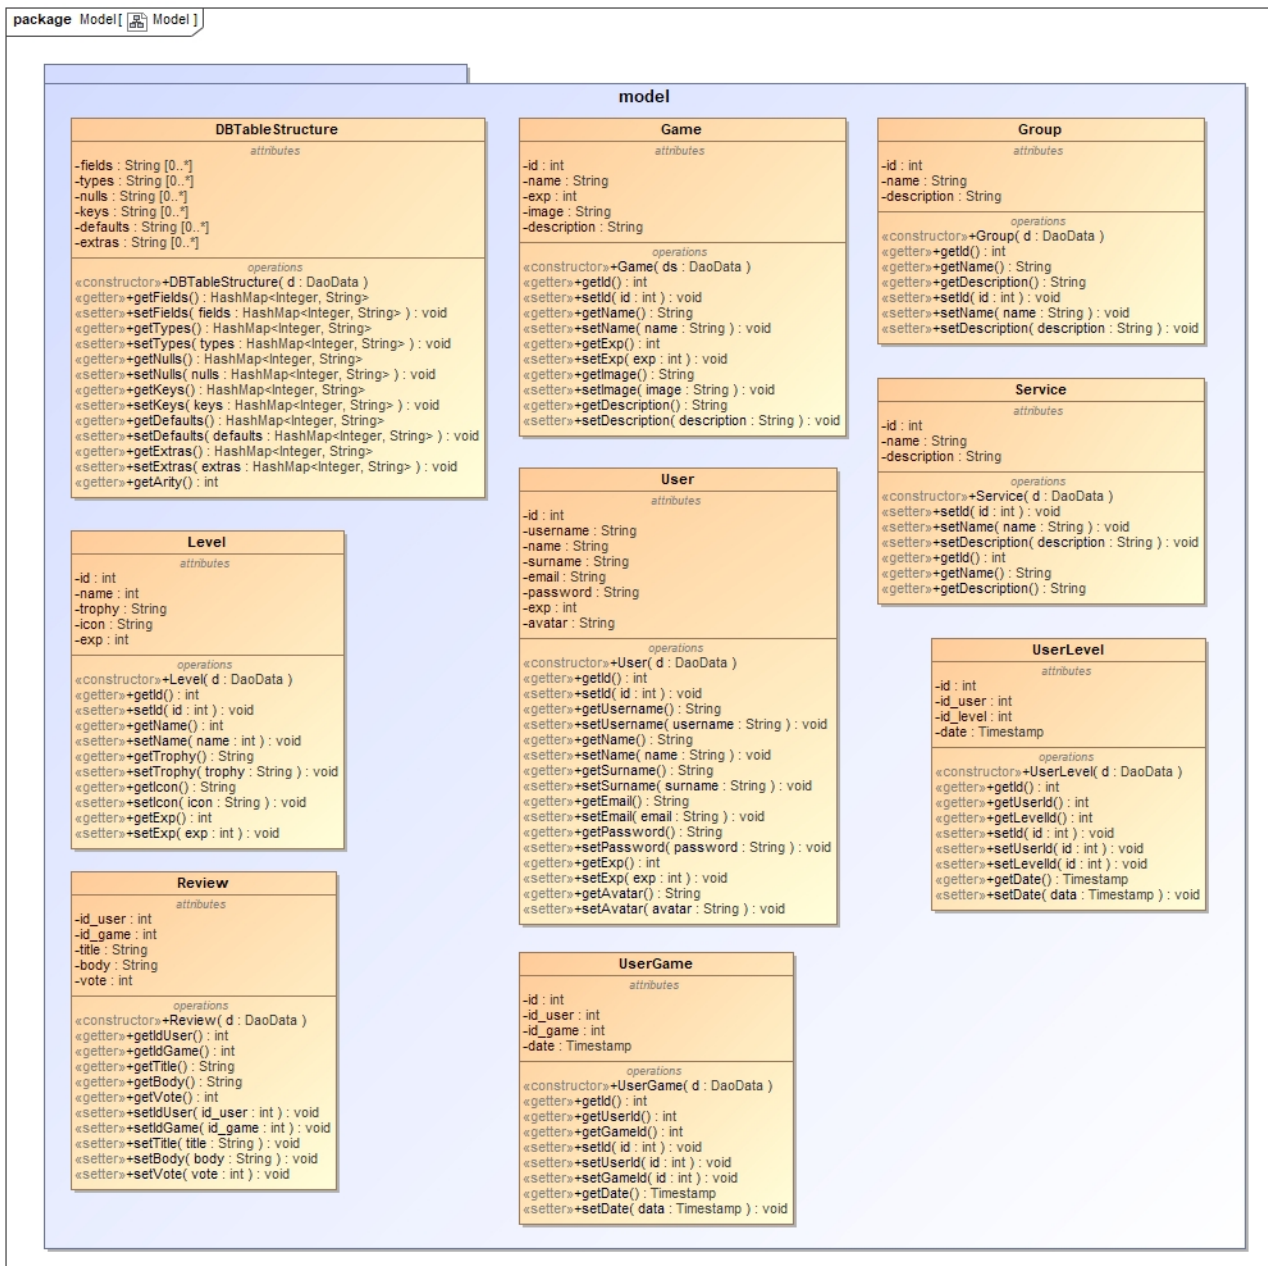 package Model[ Model ]
model
DBTableStructure
attributes
-fields : String [0..*]
-types : String [0..*]
-nulls : String [0..*]
-keys : String [0..*]
-defaults : String [0..*]
-extras : String [0..*]
operations
«constructor»+DBTableStructure( d : DaoData )
«getter»+getFields() : HashMap<Integer, String>
«setter»+setFields( fields : HashMap<Integer, String> ) : void
«getter»+getTypes() : HashMap<Integer, String>
«setter»+setTypes( types : HashMap<Integer, String> ) : void
«getter»+getNulls() : HashMap<Integer, String>
«setter»+setNulls( nulls : HashMap<Integer, String> ) : void
«getter»+getKeys() : HashMap<Integer, String>
«setter»+setKeys( keys : HashMap<Integer, String> ) : void
«getter»+getDefaults() : HashMap<Integer, String>
«setter»+setDefaults( defaults : HashMap<Integer, String> ) : void
«getter»+getExtras() : HashMap<Integer, String>
«setter»+setExtras( extras : HashMap<Integer, String> ) : void
«getter»+getArity() : int
Level
attributes
-id : int
-name : int
-trophy : String
-icon : String
-exp : int
operations
«constructor»+Level( d : DaoData )
«getter»+getId() : int
«setter»+setId( id : int ) : void
«getter»+getName() : int
«setter»+setName( name : int ) : void
«getter»+getTrophy() : String
«setter»+setTrophy( trophy : String ) : void
«getter»+getIcon() : String
«setter»+setIcon( icon : String ) : void
«getter»+getExp() : int
«setter»+setExp( exp : int ) : void
Review
attributes
-id_user : int
-id_game : int
-title : String
-body : String
-vote : int
operations
«constructor»+Review( d : DaoData )
«getter»+getIdUser() : int
«getter»+getIdGame() : int
«getter»+getTitle() : String
«getter»+getBody() : String
«getter»+getVote() : int
«setter»+setIdUser( id_user : int ) : void
«setter»+setIdGame( id_game : int ) : void
«setter»+setTitle( title : String ) : void
«setter»+setBody( body : String ) : void
«setter»+setVote( vote : int ) : void
Game
attributes
-id : int
-name : String
-exp : int
-image : String
-description : String
operations
«constructor»+Game( ds : DaoData )
«getter»+getId() : int
«setter»+setId( id : int ) : void
«getter»+getName() : String
«setter»+setName( name : String ) : void
«getter»+getExp() : int
«setter»+setExp( exp : int ) : void
«getter»+getImage() : String
«setter»+setImage( image : String ) : void
«getter»+getDescription() : String
«setter»+setDescription( description : String ) : void
User
attributes
-id : int
-username : String
-name : String
-surname : String
-email : String
-password : String
-exp : int
-avatar : String
operations
«constructor»+User( d : DaoData )
«getter»+getId() : int
«setter»+setId( id : int ) : void
«getter»+getUsername() : String
«setter»+setUsername( username : String ) : void
«getter»+getName() : String
«setter»+setName( name : String ) : void
«getter»+getSurname() : String
«setter»+setSurname( surname : String ) : void
«getter»+getEmail() : String
«setter»+setEmail( email : String ) : void
«getter»+getPassword() : String
«setter»+setPassword( password : String ) : void
«getter»+getExp() : int
«setter»+setExp( exp : int ) : void
«getter»+getAvatar() : String
«setter»+setAvatar( avatar : String ) : void
UserGame
attributes
-id : int
-id_user : int
-id_game : int
-date : Timestamp
operations
«constructor»+UserGame( d : DaoData )
«getter»+getId() : int
«getter»+getUserId() : int
«getter»+getGameId() : int
«setter»+setId( id : int ) : void
«setter»+setUserId( id : int ) : void
«setter»+setGameId( id : int ) : void
«getter»+getDate() : Timestamp
«setter»+setDate( data : Timestamp ) : void
Group
attributes
-id : int
-name : String
-description : String
operations
«constructor»+Group( d : DaoData )
«getter»+getId() : int
«getter»+getName() : String
«getter»+getDescription() : String
«setter»+setId( id : int ) : void
«setter»+setName( name : String ) : void
«setter»+setDescription( description : String ) : void
Service
attributes
-id : int
-name : String
-description : String
operations
«constructor»+Service( d : DaoData )
«setter»+setId( id : int ) : void
«setter»+setName( name : String ) : void
«setter»+setDescription( description : String ) : void
«getter»+getId() : int
«getter»+getName() : String
«getter»+getDescription() : String
UserLevel
attributes
-id : int
-id_user : int
-id_level : int
-date : Timestamp
operations
«constructor»+UserLevel( d : DaoData )
«getter»+getId() : int
«getter»+getUserId() : int
«getter»+getLevelId() : int
«setter»+setId( id : int ) : void
«setter»+setUserId( id : int ) : void
«setter»+setLevelId( id : int ) : void
«getter»+getDate() : Timestamp
«setter»+setDate( data : Timestamp ) : void